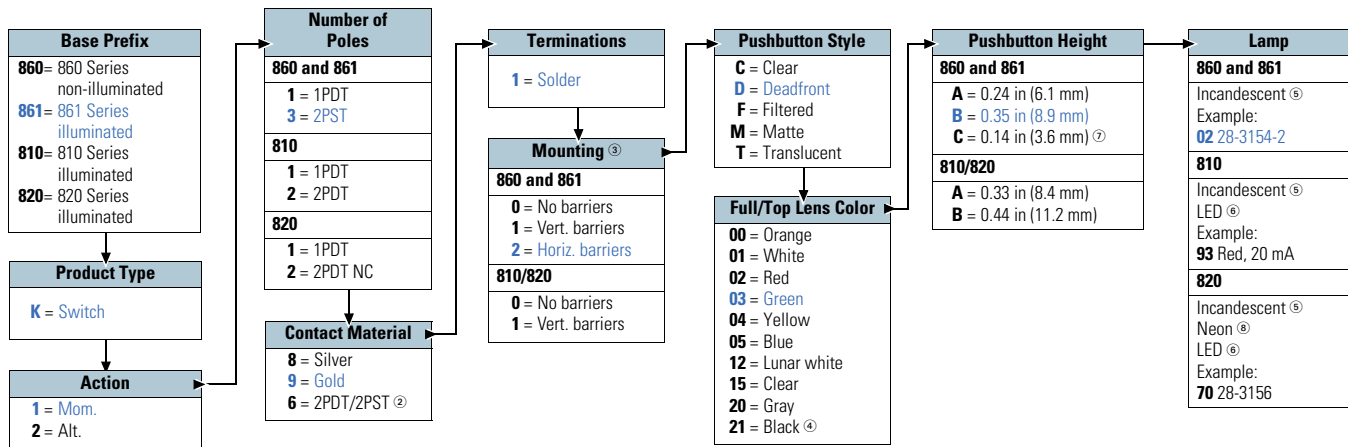 Base Prefix
860= 860 Series
non-illuminated
861= 861 Series
illuminated
810= 810 Series
illuminated
820= 820 Series
illuminated
Product Type
K = Switch
Action
1 = Mom.
2 = Alt.
Number of
Poles
860 and 861
1 = 1PDT
3 = 2PST
810
1 = 1PDT
2 = 2PDT
820
1 = 1PDT
2 = 2PDT NC
Contact Material
8 = Silver
9 = Gold
6 = 2PDT/2PST ②
Terminations
1 = Solder
Mounting ③
860 and 861
0 = No barriers
1 = Vert. barriers
2 = Horiz. barriers
810/820
0 = No barriers
1 = Vert. barriers
Pushbutton Style
C = Clear
D = Deadfront
F = Filtered
M = Matte
T = Translucent
Full/Top Lens Color
00 = Orange
01 = White
02 = Red
03 = Green
04 = Yellow
05 = Blue
12 = Lunar white
15 = Clear
20 = Gray
21 = Black ④
Pushbutton Height
860 and 861
A = 0.24 in (6.1 mm)
B = 0.35 in (8.9 mm)
C = 0.14 in (3.6 mm) ⑦
810/820
A = 0.33 in (8.4 mm)
B = 0.44 in (11.2 mm)
Lamp
860 and 861
Incandescent ⑤
Example:
02 28-3154-2
810
Incandescent ⑤
LED ⑥
Example:
93 Red, 20 mA
820
Incandescent ⑤
Neon ⑧
LED ⑥
Example:
70 28-3156